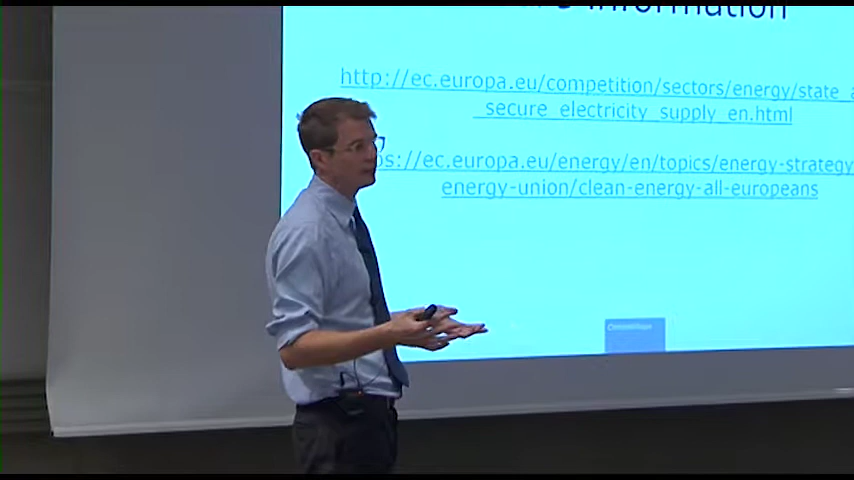 information
http://ec.europa.eu/competition/sectors/energy/state_a
secure_electricity_supply_en.html
s://ec.europa.eu/energy/en/topics/energy-strategy
energy-union/clean-energy-all-europeans